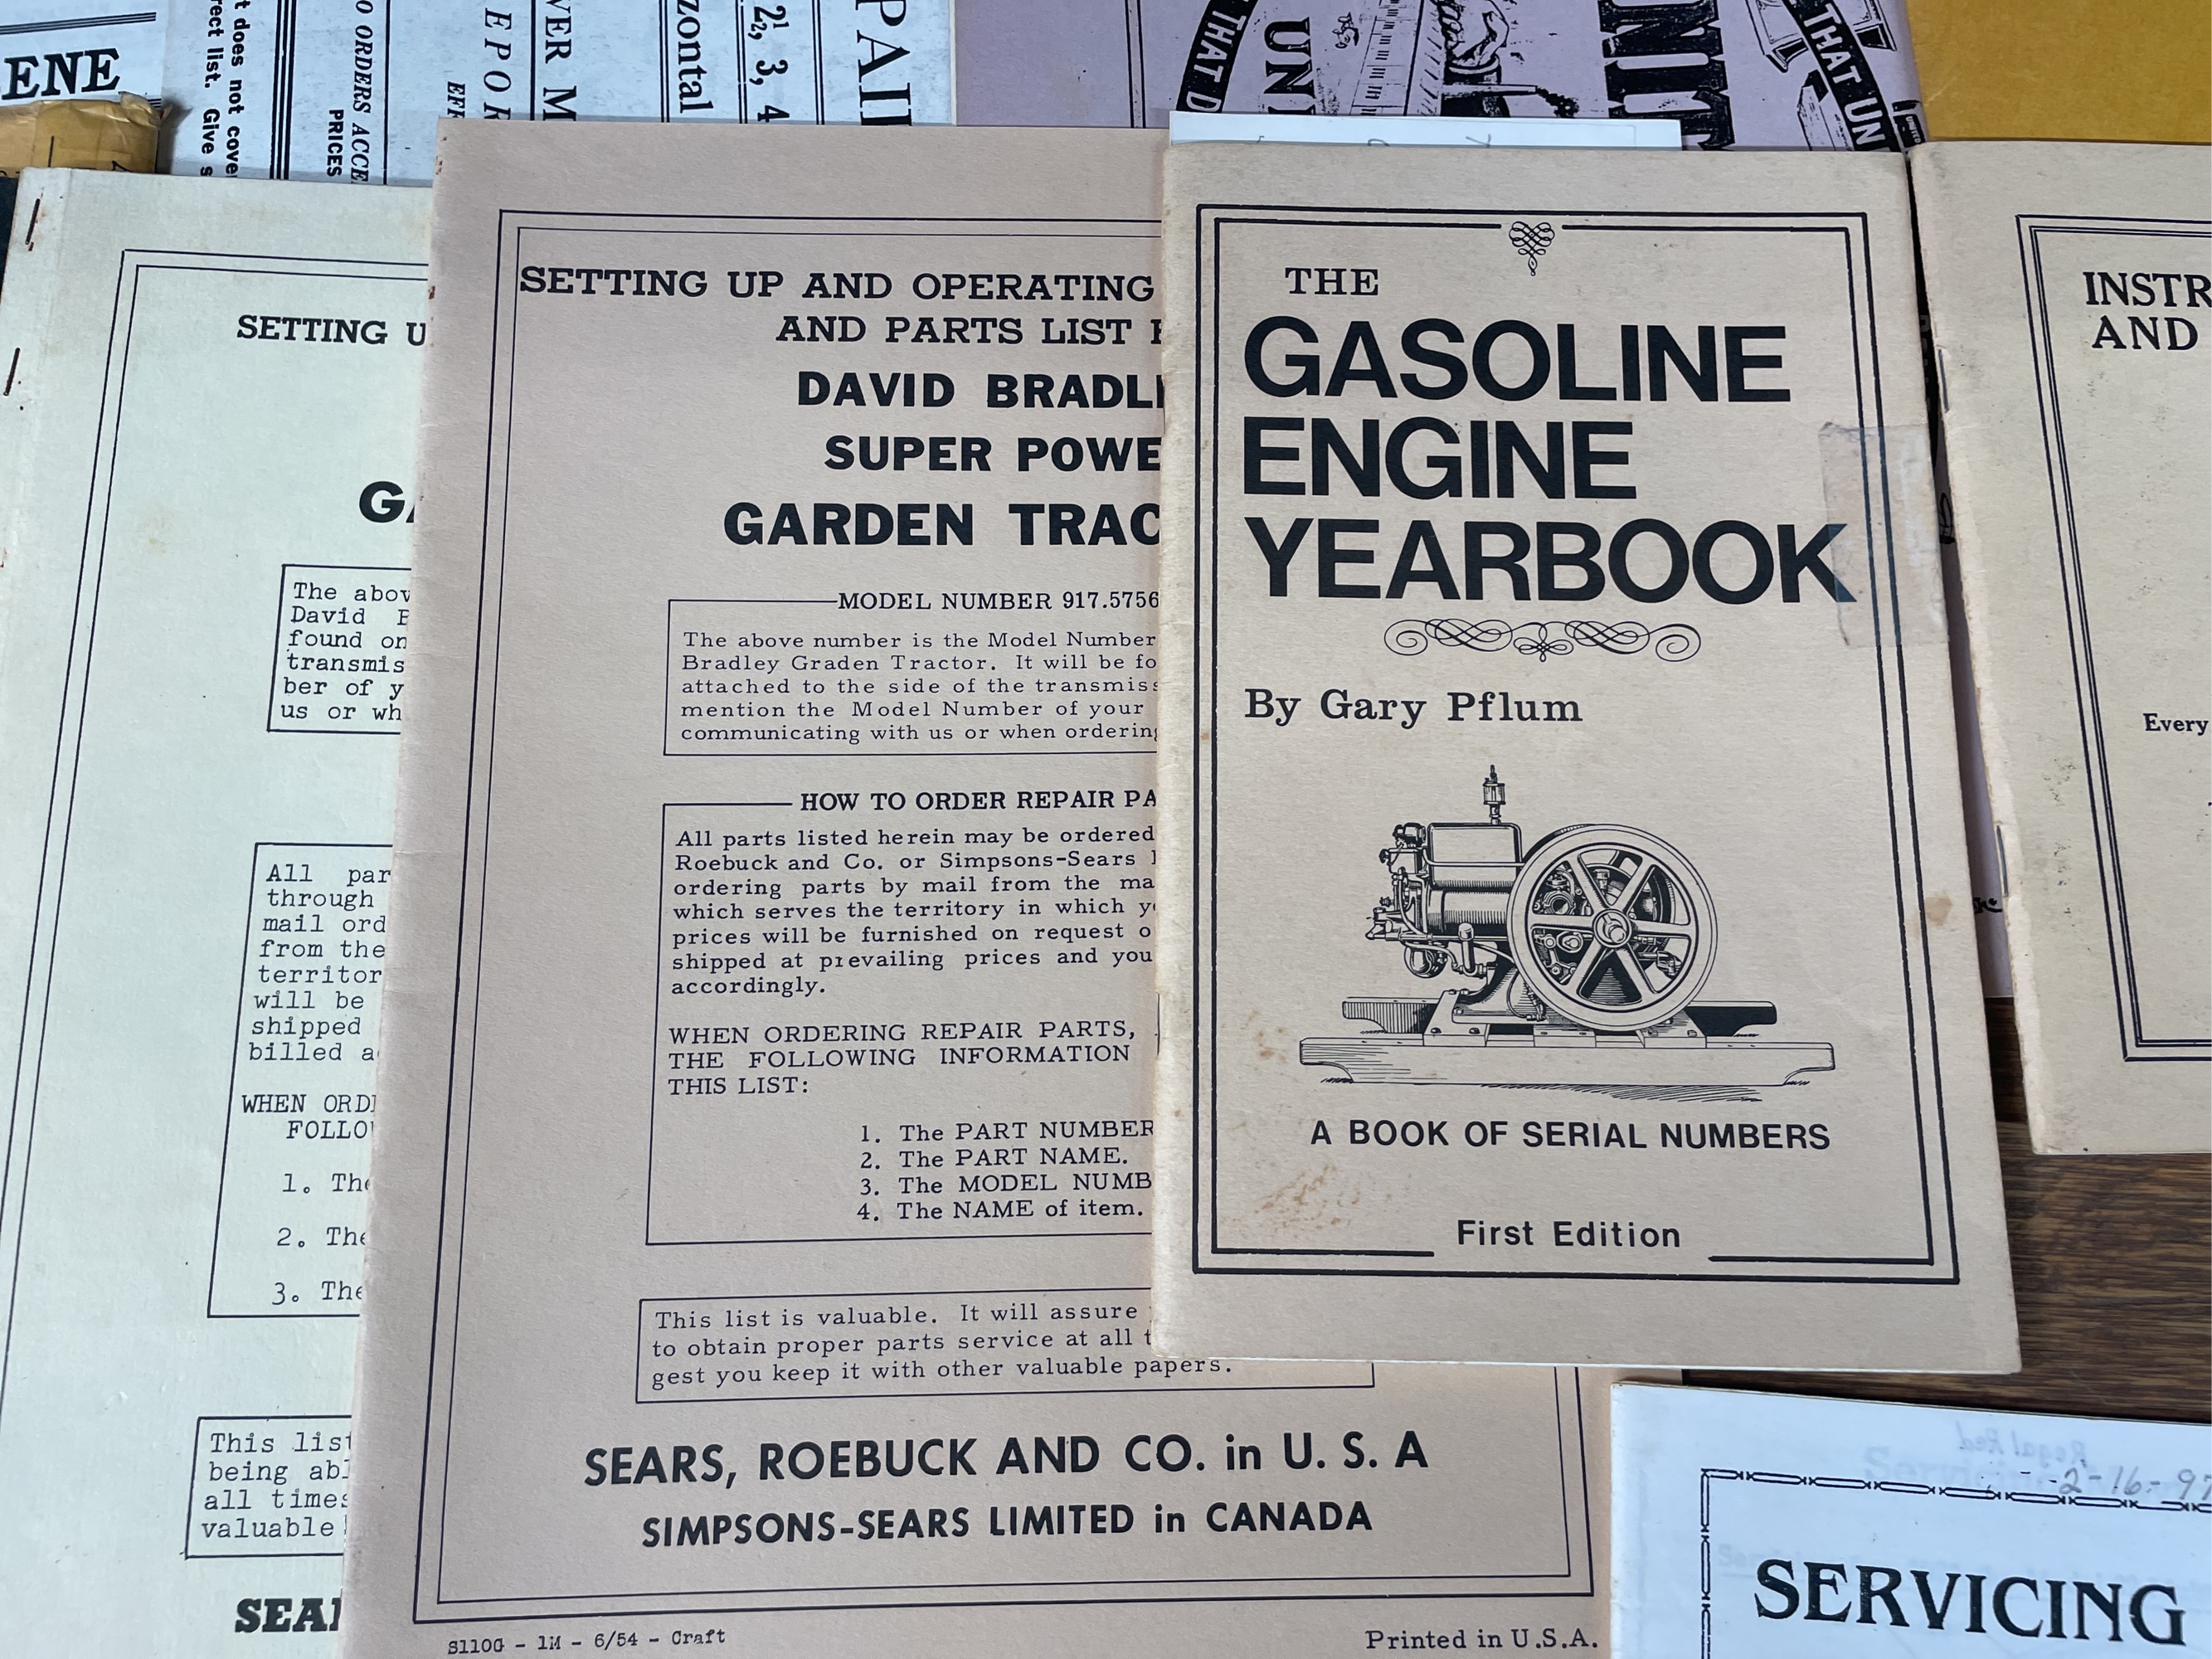 ENE
t does not cove
rect list. Give s
O ORDERS ACCE
PRICES
EPOR
EFF
VER M
zontal
2½, 3, 4
PAI
THAT D
UN
UNIT
THAT UN
SETTING U
GA
The abov
David B
found on
transmis
ber of y
us or wh
All par
through
mail ord
from the
territor
will be
shipped
billed a
WHEN ORD
FOLLO
1. The
2. The
3. The
This list
being abl
all times
valuable
SEAR
SETTING UP AND OPERATING
AND PARTS LIST F
DAVID BRADLE
SUPER POWE
GARDEN TRAC
MODEL NUMBER 917.5756
The above number is the Model Number
Bradley Graden Tractor. It will be fo
attached to the side of the transmiss
mention the Model Number of your
communicating with us or when ordering
HOW TO ORDER REPAIR PA
All parts listed herein may be ordered
Roebuck and Co. or Simpsons-Sears
ordering parts by mail from the ma
which serves the territory in which y
prices will be furnished on request o
shipped at prevailing prices and you
accordingly.
WHEN ORDERING REPAIR PARTS,
THE FOLLOWING INFORMATION
THIS LIST:
1. The PART NUMBER
2. The PART NAME.
3. The MODEL NUMB
4. The NAME of item.
This list is valuable. It will assure
to obtain proper parts service at all t
gest you keep it with other valuable papers.
SEARS, ROEBUCK AND CO. in U. S. A
SIMPSONS-SEARS LIMITED in CANADA
S110G - 1M - 6/54 - Craft
Printed in U.S.A.
THE
GASOLINE
ENGINE
YEARBOOK
By Gary Pflum
A BOOK OF SERIAL NUMBERS
First Edition
INSTR
AND
Every
Regal Red
2-16-97
SERVICING